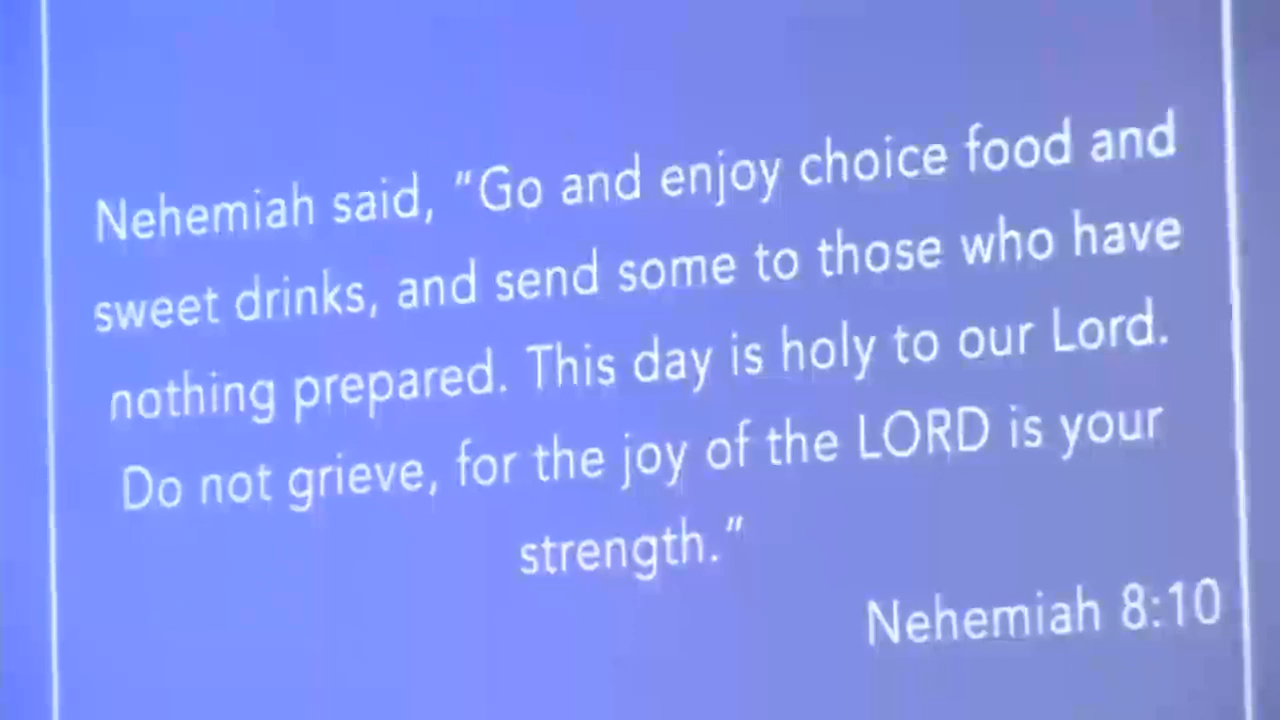 Nehemiah said, “Go and enjoy choice food and
sweet drinks, and send some to those who have
nothing prepared. This day is holy to our Lord.
Do not grieve, for the joy of the LORD is your
strength.”
Nehemiah 8:10